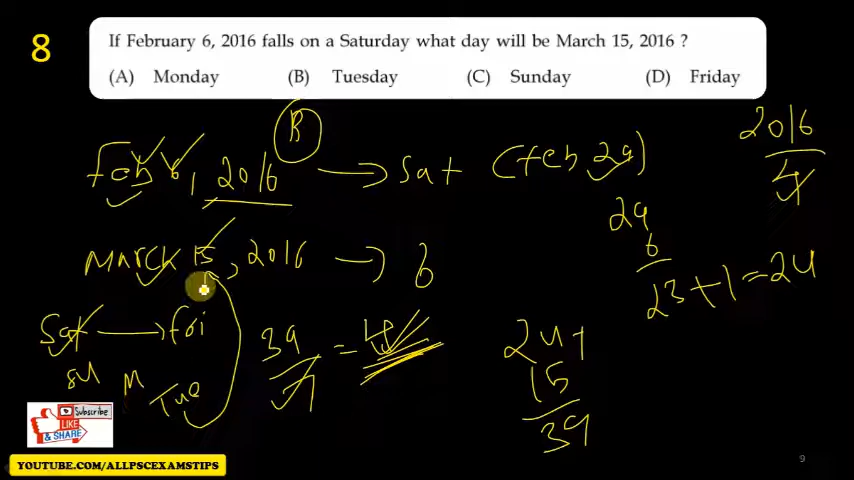 8
If February 6, 2016 falls on a Saturday what day will be March 15, 2016 ?
(A) Monday (B) Tuesday (C) Sunday (D) Friday
B
Feb 6, 2016 → Sat (Feb 29)
2016
4
29
6
23 + 1 = 24
March 15, 2016 → 6
Sat → Fri
SU M Tue
39
7
=
24 +
15
39
Subscribe
LIKE
& SHARE
YOUTUBE.COM/ALLPSCEXAMSTIPS
9